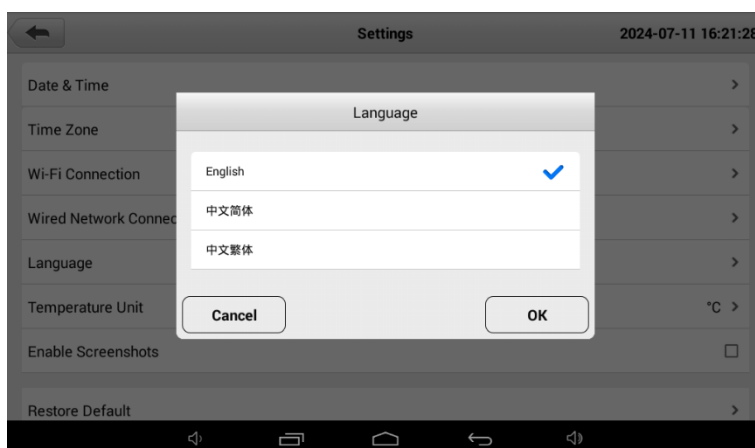 Settings
2024-07-11 16:21:28
Date & Time
Time Zone
Wi-Fi Connection
Wired Network Connec
Language
Temperature Unit
°C
Enable Screenshots
Restore Default
Language
English
中文简体
中文繁体
Cancel
OK